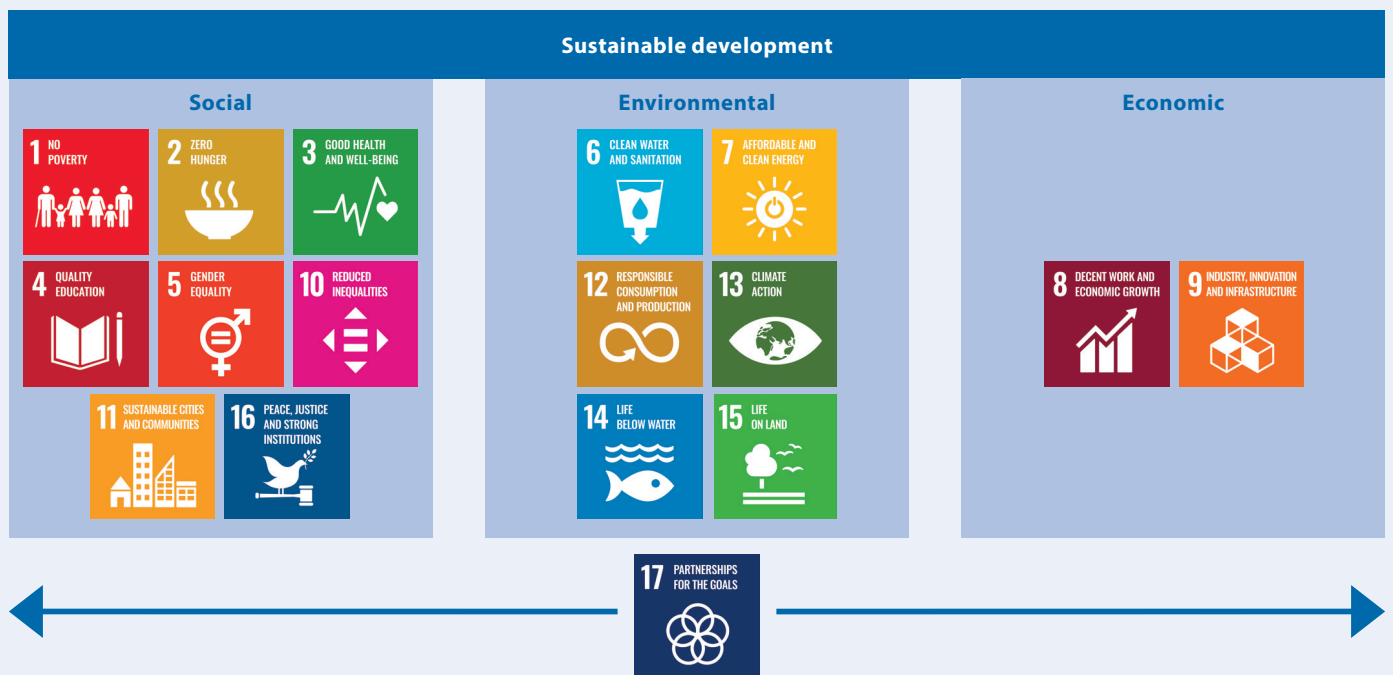 Sustainable development
Social
1 NO
POVERTY
2 ZERO
HUNGER
3 GOOD HEALTH
AND WELL-BEING
4 QUALITY
EDUCATION
5 GENDER
EQUALITY
10 REDUCED
INEQUALITIES
11 SUSTAINABLE CITIES
AND COMMUNITIES
16 PEACE, JUSTICE
AND STRONG
INSTITUTIONS
Environmental
6 CLEAN WATER
AND SANITATION
7 AFFORDABLE AND
CLEAN ENERGY
12 RESPONSIBLE
CONSUMPTION
AND PRODUCTION
13 CLIMATE
ACTION
14 LIFE
BELOW WATER
15 LIFE
ON LAND
Economic
8 DECENT WORK AND
ECONOMIC GROWTH
9 INDUSTRY, INNOVATION
AND INFRASTRUCTURE
17 PARTNERSHIPS
FOR THE GOALS